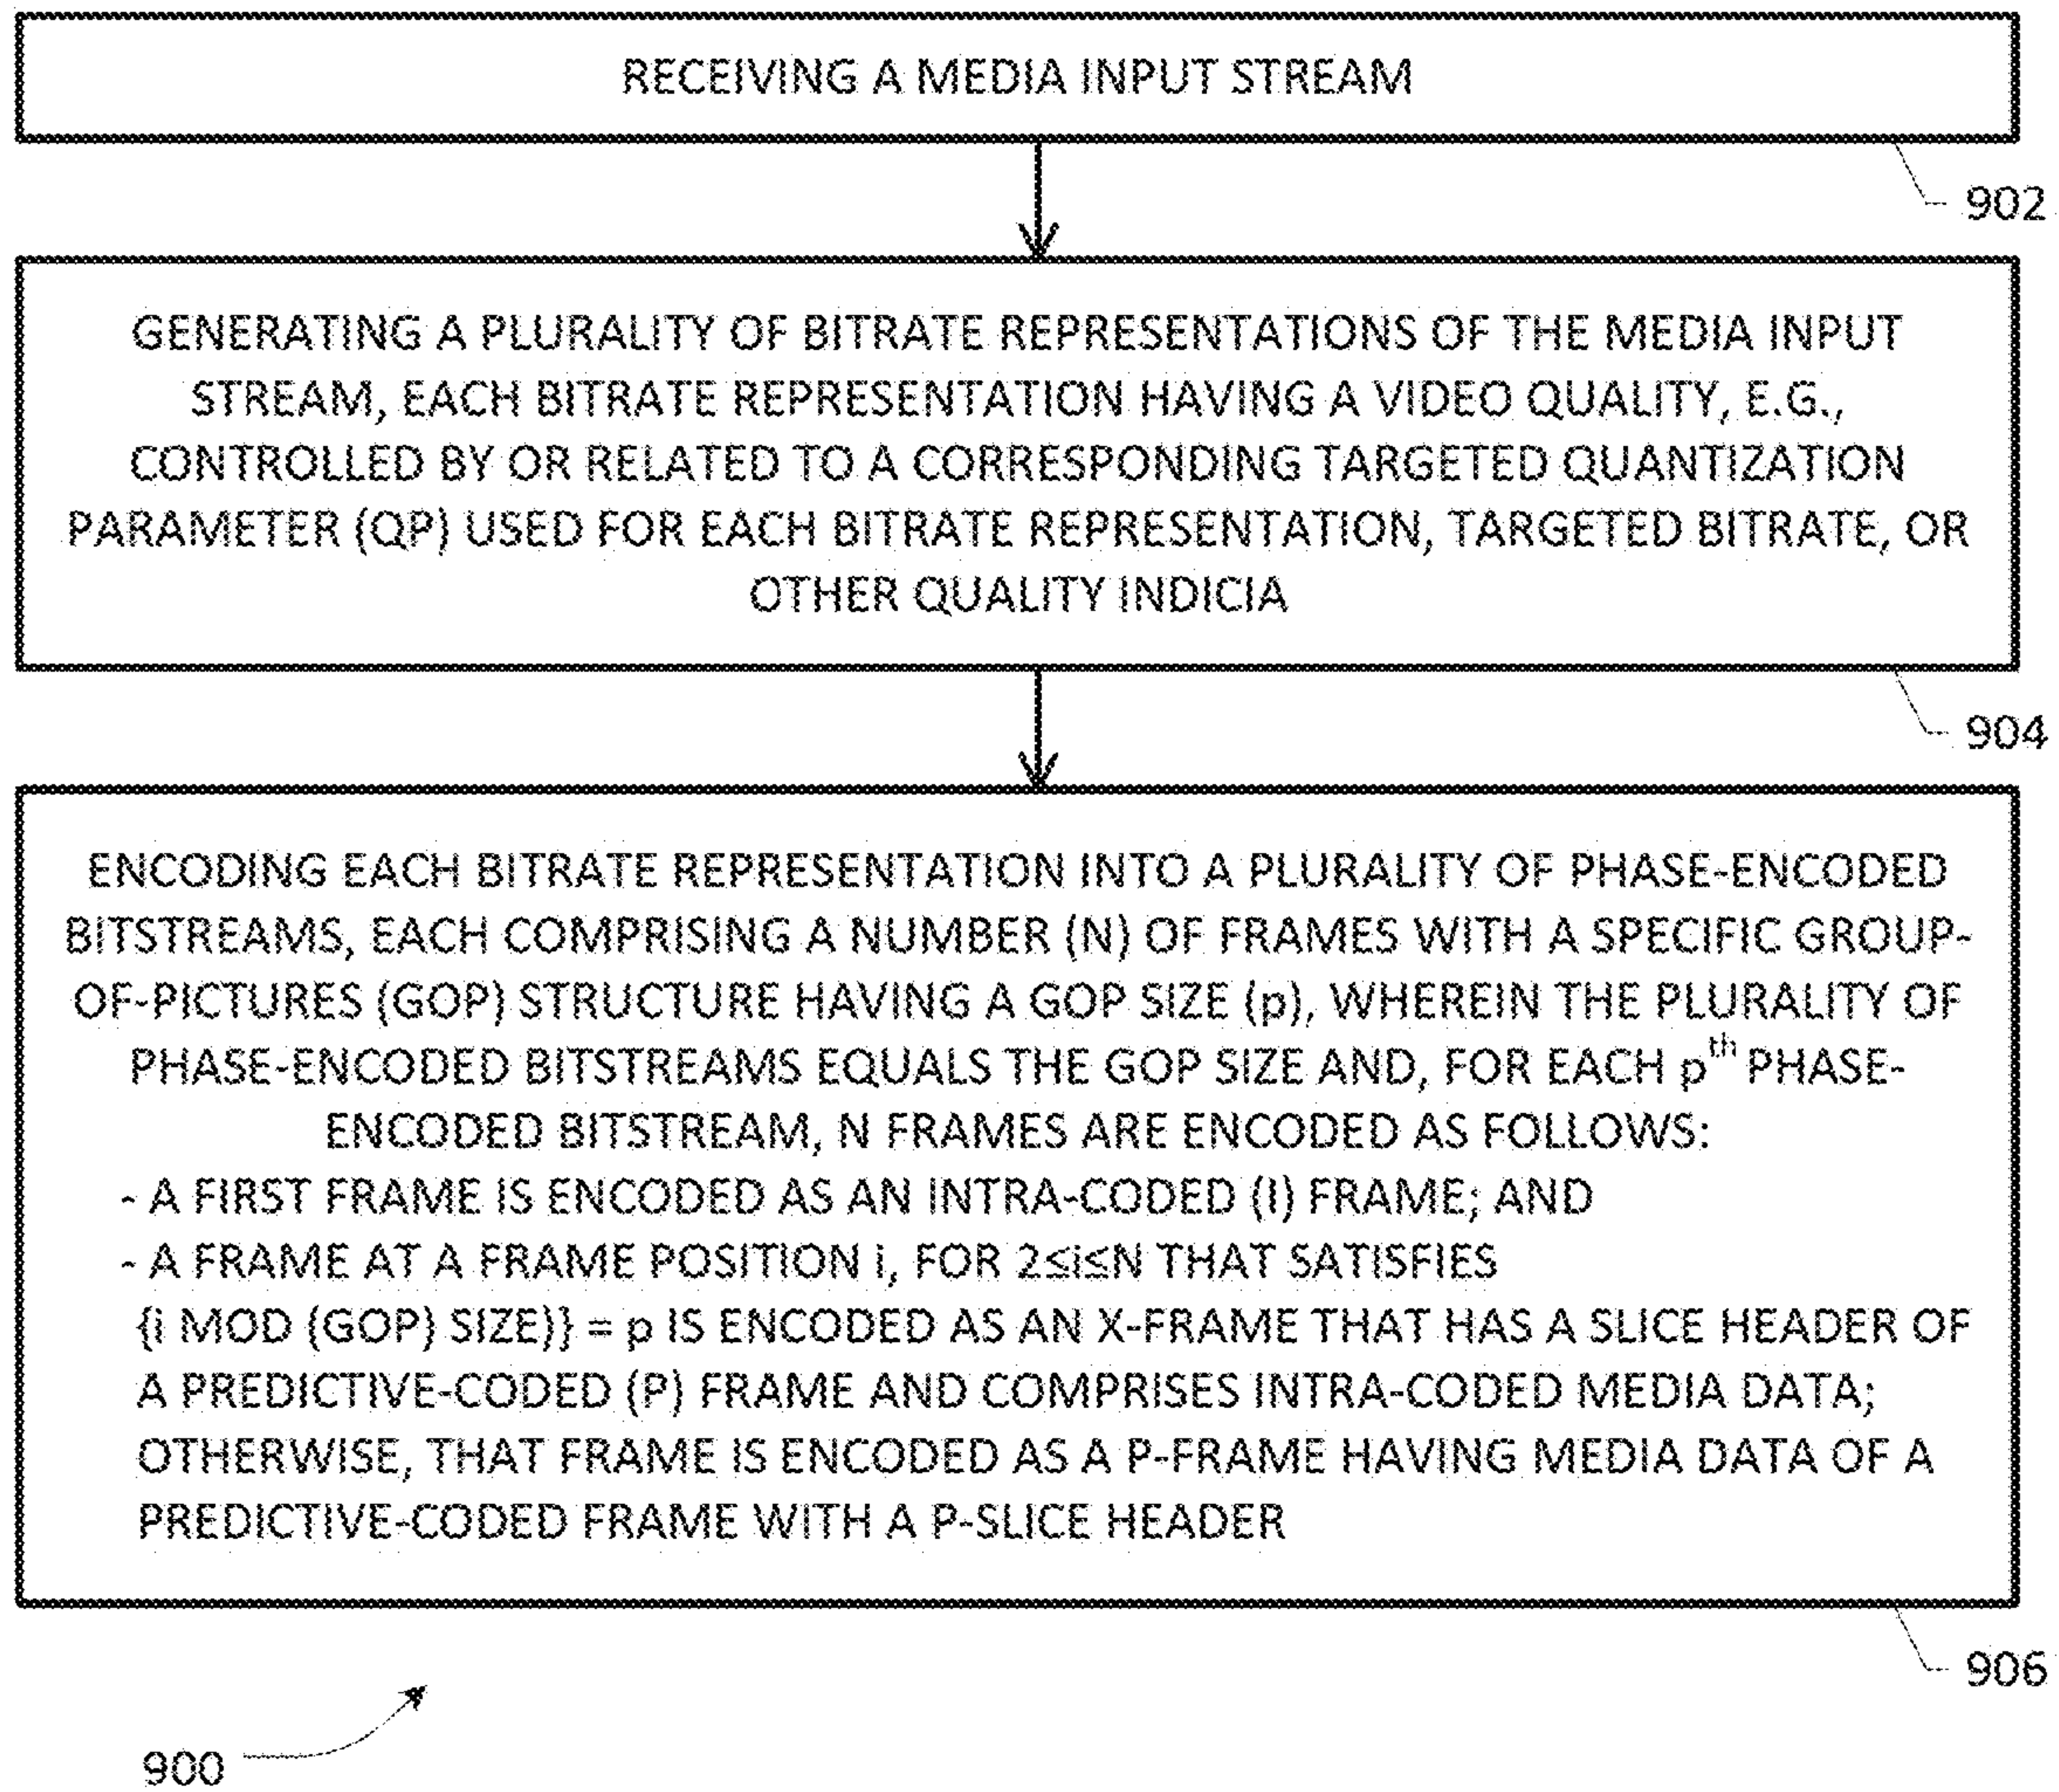 RECEIVING A MEDIA INPUT STREAM
902
GENERATING A PLURALITY OF BITRATE REPRESENTATIONS OF THE MEDIA INPUT
STREAM, EACH BITRATE REPRESENTATION HAVING A VIDEO QUALITY, E.G.,
CONTROLLED BY OR RELATED TO A CORRESPONDING TARGETED QUANTIZATION
PARAMETER (QP) USED FOR EACH BITRATE REPRESENTATION, TARGETED BITRATE, OR
OTHER QUALITY INDICIA
904
ENCODING EACH BITRATE REPRESENTATION INTO A PLURALITY OF PHASE-ENCODED
BITSTREAMS, EACH COMPRISING A NUMBER (N) OF FRAMES WITH A SPECIFIC GROUP-
OF-PICTURES (GOP) STRUCTURE HAVING A GOP SIZE (p), WHEREIN THE PLURALITY OF
PHASE-ENCODED BITSTREAMS EQUALS THE GOP SIZE AND, FOR EACH pth PHASE-
ENCODED BITSTREAM, N FRAMES ARE ENCODED AS FOLLOWS:
- A FIRST FRAME IS ENCODED AS AN INTRA-CODED (I) FRAME; AND
- A FRAME AT A FRAME POSITION i, FOR 2≤i≤N THAT SATISFIES
{i MOD (GOP) SIZE)} = p IS ENCODED AS AN X-FRAME THAT HAS A SLICE HEADER OF
A PREDICTIVE-CODED (P) FRAME AND COMPRISES INTRA-CODED MEDIA DATA;
OTHERWISE, THAT FRAME IS ENCODED AS A P-FRAME HAVING MEDIA DATA OF A
PREDICTIVE-CODED FRAME WITH A P-SLICE HEADER
906
900